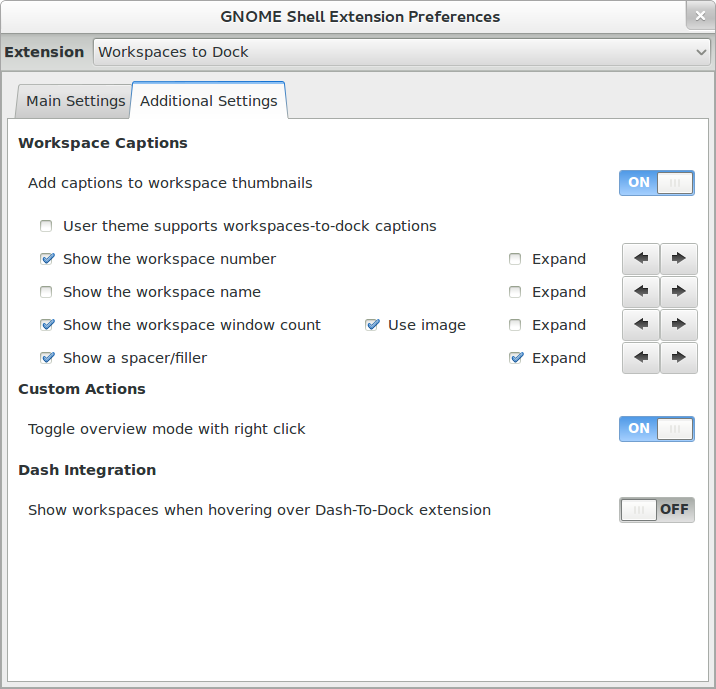 GNOME Shell Extension Preferences
Extension Workspaces to Dock
Main Settings Additional Settings
Workspace Captions
Add captions to workspace thumbnails ON
User theme supports workspaces-to-dock captions
Show the workspace number Expand
Show the workspace name Expand
Show the workspace window count Use image Expand
Show a spacer/filler Expand
Custom Actions
Toggle overview mode with right click ON
Dash Integration
Show workspaces when hovering over Dash-To-Dock extension OFF